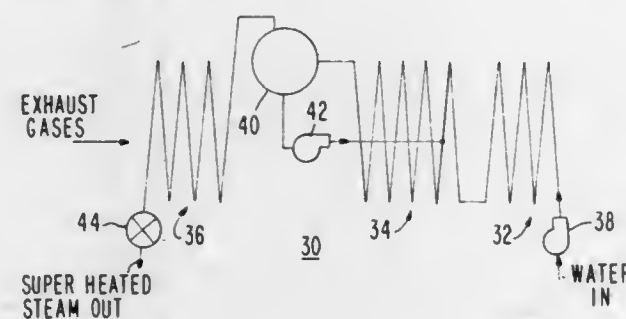 EXHAUST
GASES
40
42
44
36
30
34
32
38
SUPER HEATED
STEAM OUT
WATER
IN